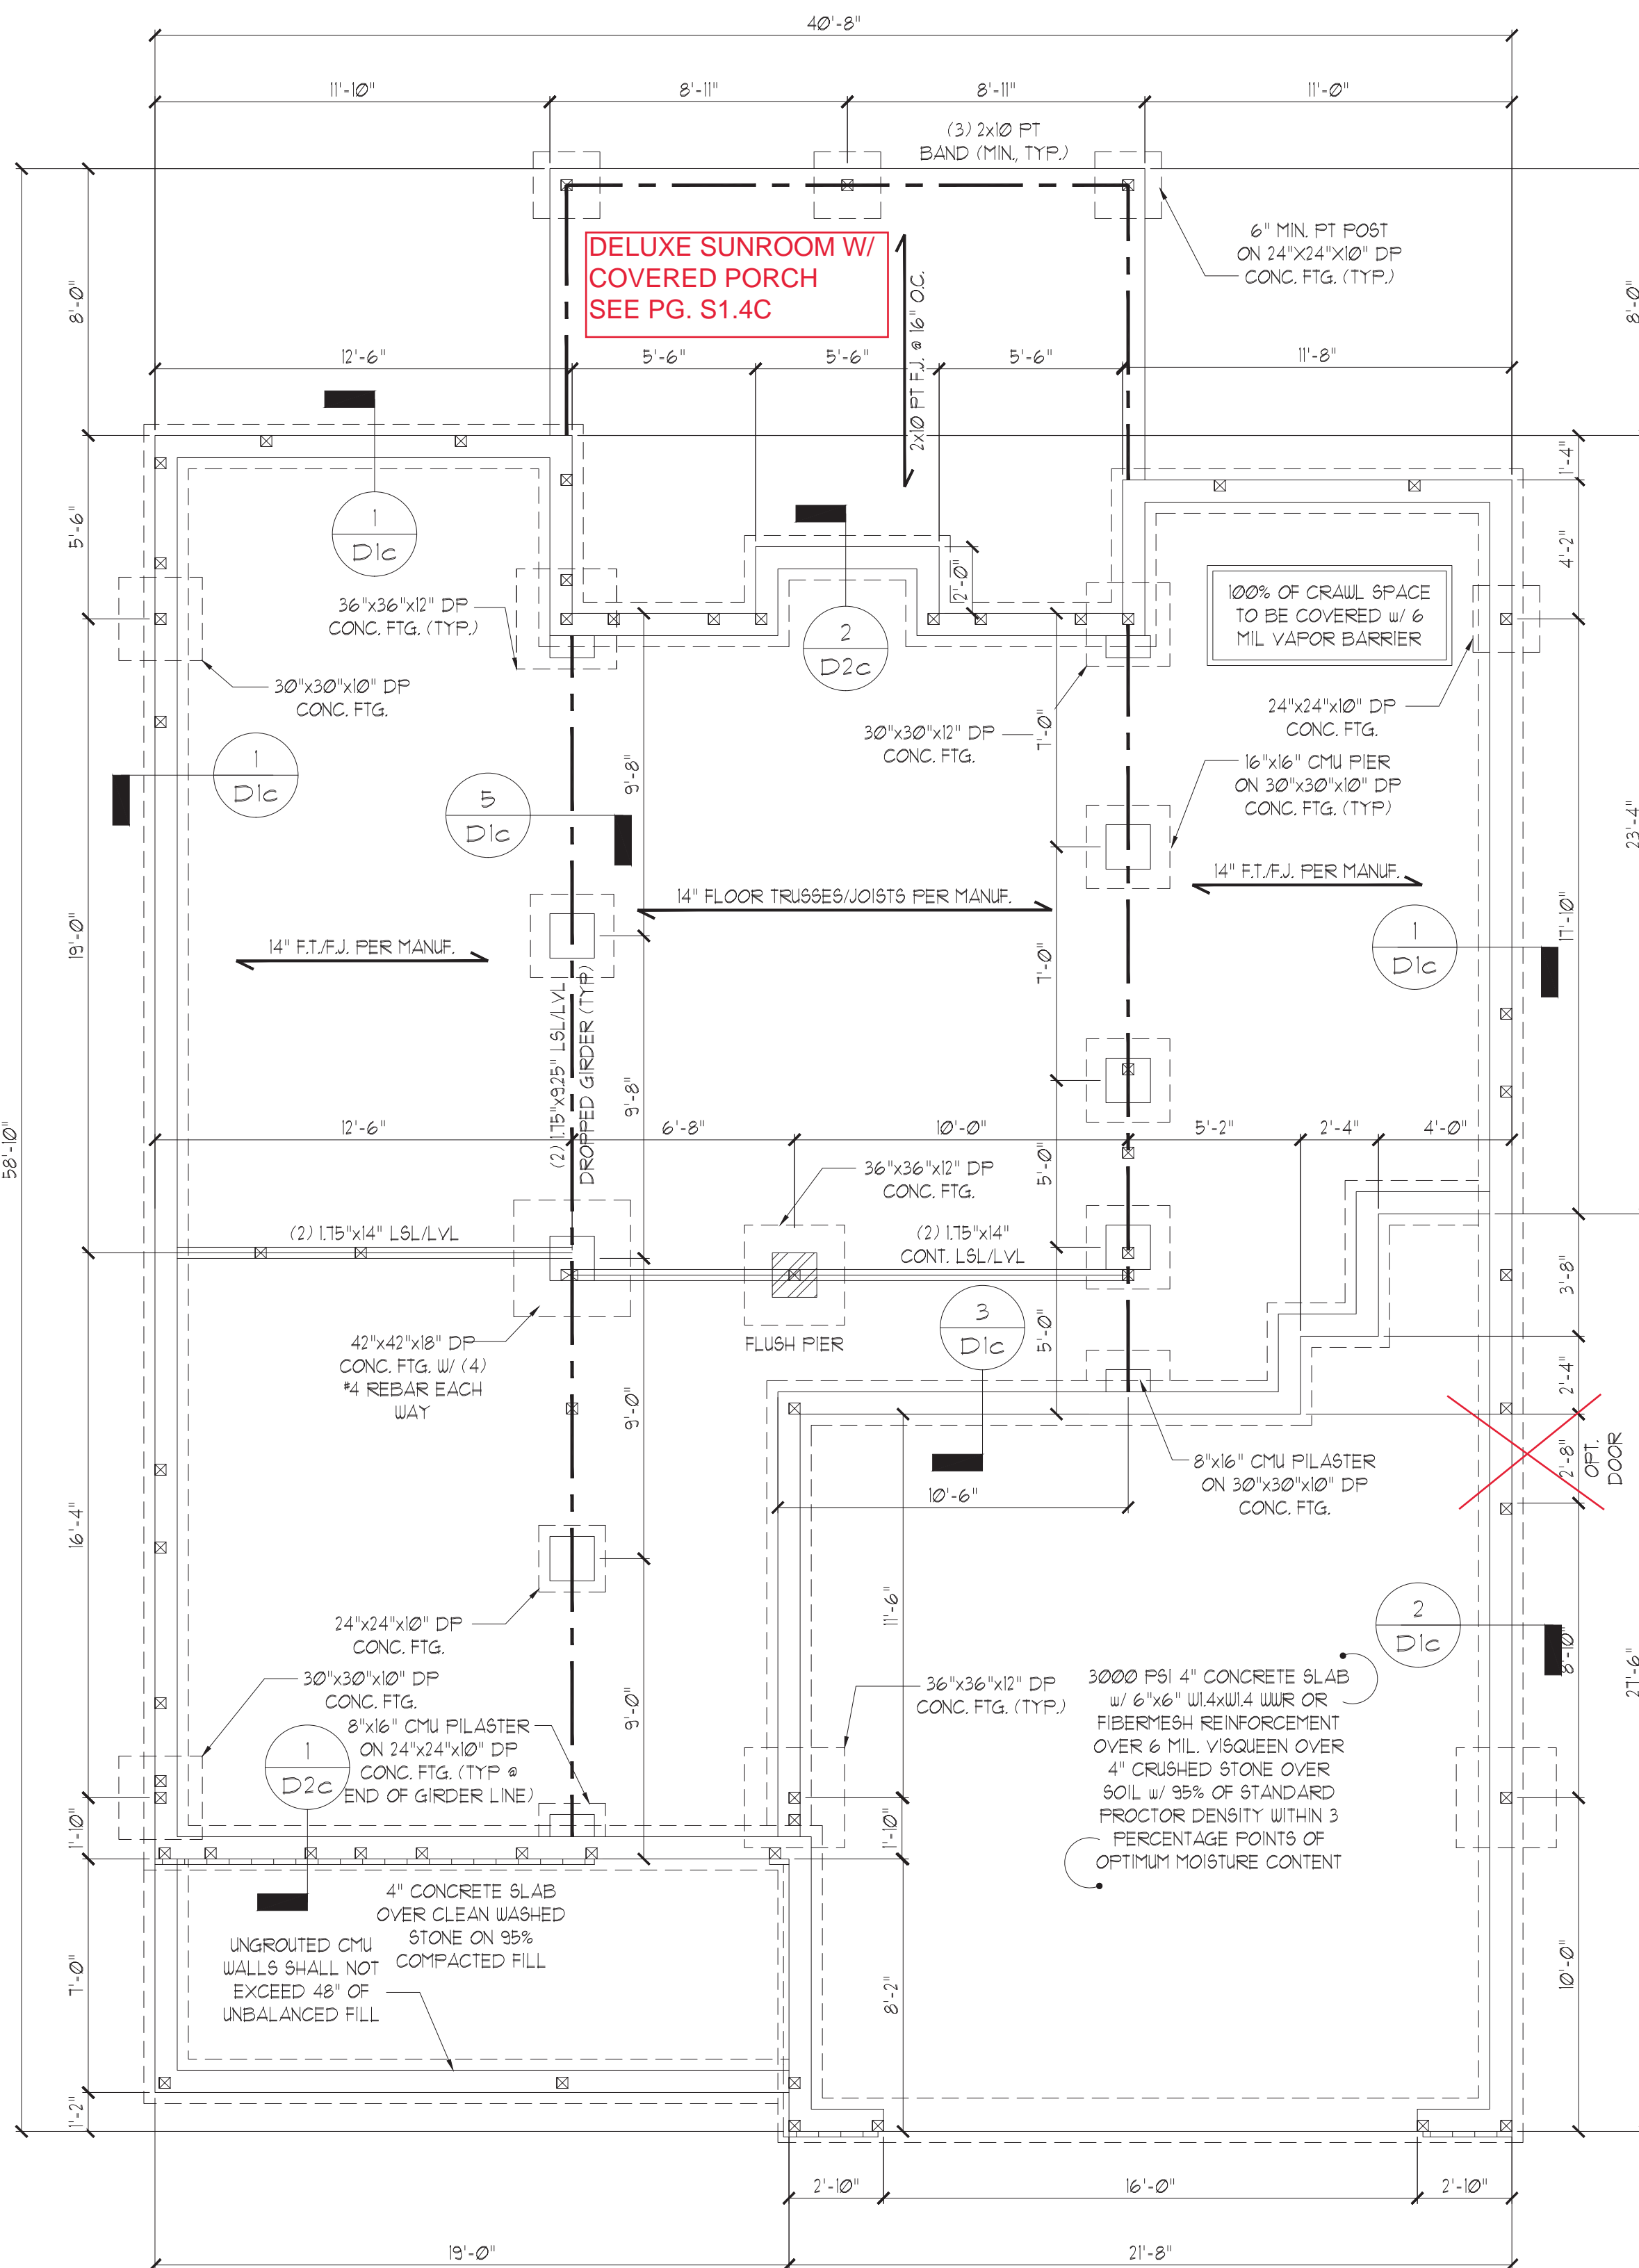 40'-8"
11'-10"
8'-11"
8'-11"
11'-0"
(3) 2x10 PT
BAND (MIN., TYP.)
6" MIN. PT POST
ON 24"X24"X10" DP
CONC. FTG. (TYP.)
DELUXE SUNROOM W/
COVERED PORCH
SEE PG. S1.4C
2x10 PT F.J. @ 16" O.C.
8'-0"
8'-0"
12'-6"
5'-6"
5'-6"
5'-6"
11'-8"
1'-4"
5'-6"
4'-2"
1
D1c
2'-0"
36"x36"x12" DP
CONC. FTG. (TYP.)
2
D2c
100% OF CRAWL SPACE
TO BE COVERED w/ 6
MIL VAPOR BARRIER
30"x30"x10" DP
CONC. FTG.
30"x30"x12" DP
CONC. FTG.
7'-0"
24"x24"x10" DP
CONC. FTG.
1
D1c
5
D1c
9'-8"
16"x16" CMU PIER
ON 30"x30"x10" DP
CONC. FTG. (TYP)
23'-4"
14" F.T./F.J. PER MANUF.
14" FLOOR TRUSSES/JOISTS PER MANUF.
14" F.T./F.J. PER MANUF.
19'-0"
7'-0"
1
D1c
17'-10"
(2) 1.75"x9.25" LSL/LVL
DROPPED GIRDER (TYP)
9'-8"
58'-10"
12'-6"
6'-8"
10'-0"
5'-2"
2'-4"
4'-0"
5'-0"
36"x36"x12" DP
CONC. FTG.
(2) 1.75"x14" LSL/LVL
(2) 1.75"x14"
CONT. LSL/LVL
3'-8"
FLUSH PIER
3
D1c
5'-0"
42"x42"x18" DP
CONC. FTG. W/ (4)
#4 REBAR EACH
WAY
9'-0"
2'-4"
2'-8"
OPT.
DOOR
8"x16" CMU PILASTER
ON 30"x30"x10" DP
CONC. FTG.
10'-6"
16'-4"
11'-6"
24"x24"x10" DP
CONC. FTG.
2
D1c
8'-10"
27'-6"
30"x30"x10" DP
CONC. FTG.
9'-0"
36"x36"x12" DP
CONC. FTG. (TYP.)
3000 PSI 4" CONCRETE SLAB
w/ 6"x6" W1.4xW1.4 WWR OR
FIBERMESH REINFORCEMENT
OVER 6 MIL. VISQUEEN OVER
4" CRUSHED STONE OVER
SOIL w/ 95% OF STANDARD
PROCTOR DENSITY WITHIN 3
PERCENTAGE POINTS OF
OPTIMUM MOISTURE CONTENT
8"x16" CMU PILASTER
ON 24"x24"x10" DP
CONC. FTG. (TYP @
END OF GIRDER LINE)
1
D2c
1'-10"
1'-10"
4" CONCRETE SLAB
OVER CLEAN WASHED
STONE ON 95%
COMPACTED FILL
UNGROUTED CMU
WALLS SHALL NOT
EXCEED 48" OF
UNBALANCED FILL
7'-0"
8'-2"
10'-0"
1'-2"
2'-10"
16'-0"
2'-10"
19'-0"
21'-8"